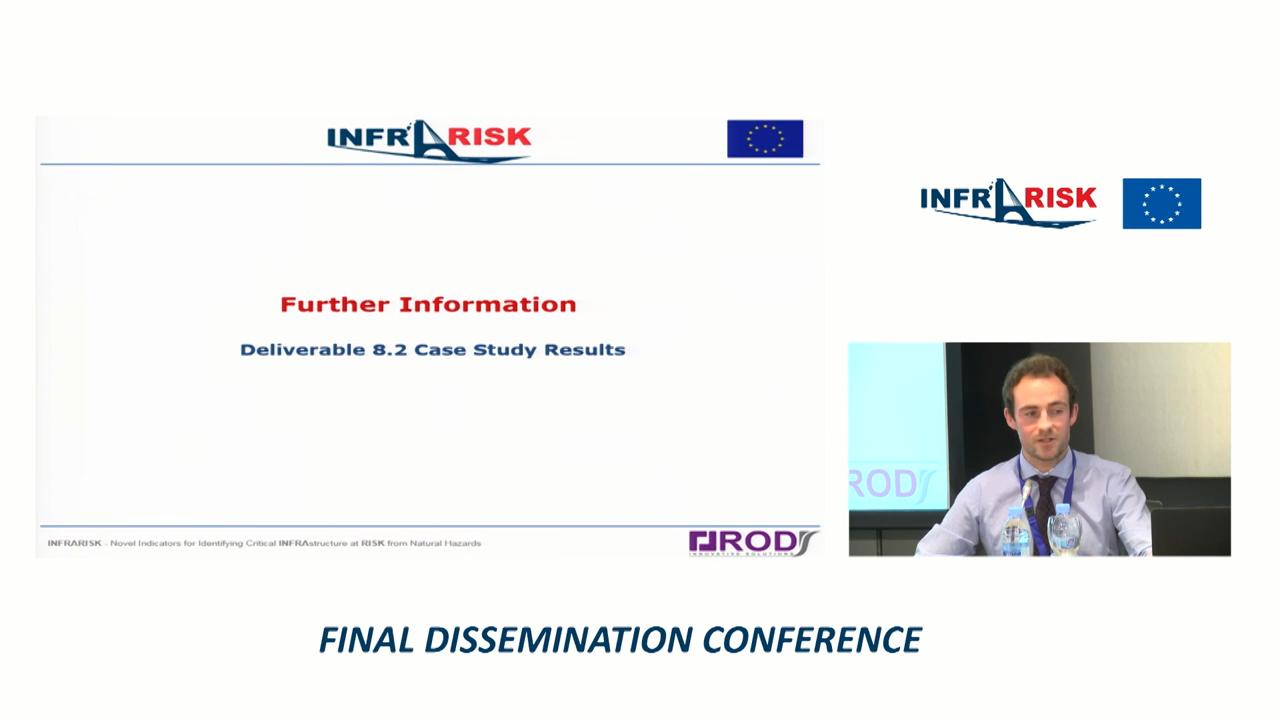 INFRARISK
Further Information
Deliverable 8.2 Case Study Results
INFRARISK - Novel Indicators for Identifying Critical INFRAstructure at RISK from Natural Hazards
ROD
INNOVATIVE SOLUTIONS
INFRARISK
ROD
FINAL DISSEMINATION CONFERENCE